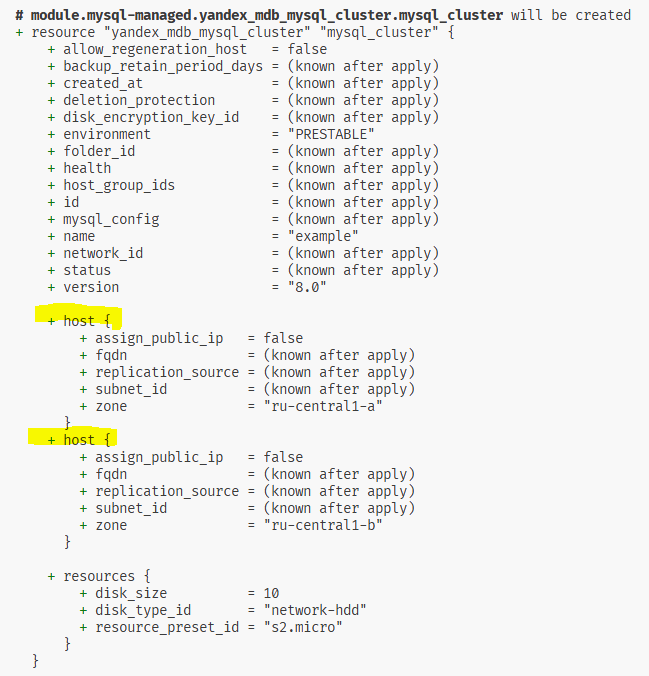 # module.mysql-managed.yandex_mdb_mysql_cluster.mysql_cluster will be created
+ resource "yandex_mdb_mysql_cluster" "mysql_cluster" {
    + allow_regeneration_host   = false
    + backup_retain_period_days = (known after apply)
    + created_at                = (known after apply)
    + deletion_protection       = (known after apply)
    + disk_encryption_key_id    = (known after apply)
    + environment               = "PRESTABLE"
    + folder_id                 = (known after apply)
    + health                    = (known after apply)
    + host_group_ids            = (known after apply)
    + id                        = (known after apply)
    + mysql_config              = (known after apply)
    + name                      = "example"
    + network_id                = (known after apply)
    + status                    = (known after apply)
    + version                   = "8.0"

    + host {
        + assign_public_ip   = false
        + fqdn               = (known after apply)
        + replication_source = (known after apply)
        + subnet_id          = (known after apply)
        + zone               = "ru-central1-a"
      }
    + host {
        + assign_public_ip   = false
        + fqdn               = (known after apply)
        + replication_source = (known after apply)
        + subnet_id          = (known after apply)
        + zone               = "ru-central1-b"
      }

    + resources {
        + disk_size          = 10
        + disk_type_id       = "network-hdd"
        + resource_preset_id = "s2.micro"
      }
  }